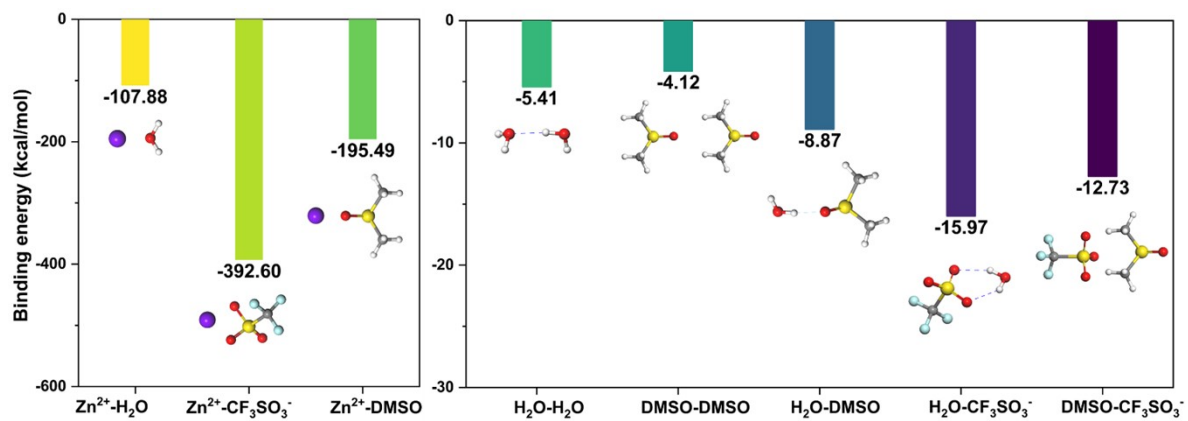 Binding energy (kcal/mol)
0
-200
-400
-600
-107.88
-392.60
-195.49
Zn²⁺-H₂O
Zn²⁺-CF₃SO₃⁻
Zn²⁺-DMSO
0
-10
-20
-30
-5.41
-4.12
-8.87
-15.97
-12.73
H₂O-H₂O
DMSO-DMSO
H₂O-DMSO
H₂O-CF₃SO₃⁻
DMSO-CF₃SO₃⁻